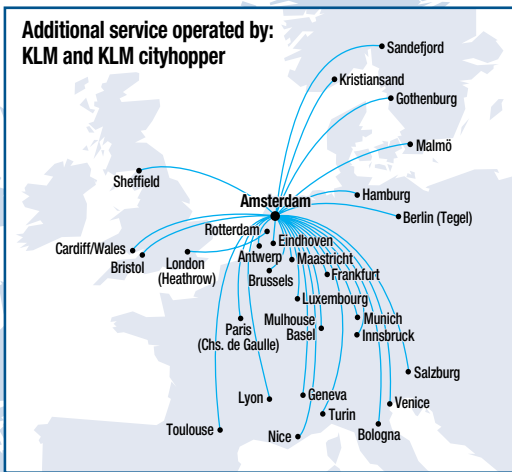 Additional service operated by:
KLM and KLM cityhopper
Sandefjord
Kristiansand
Gothenburg
Malmö
Sheffield
Hamburg
Amsterdam
Berlin (Tegel)
Rotterdam
Eindhoven
Cardiff/Wales
Bristol
London
(Heathrow)
Antwerp
Maastricht
Brussels
Frankfurt
Luxembourg
Paris
(Chs. de Gaulle)
Mulhouse
Basel
Munich
Innsbruck
Salzburg
Lyon
Geneva
Turin
Venice
Toulouse
Nice
Bologna